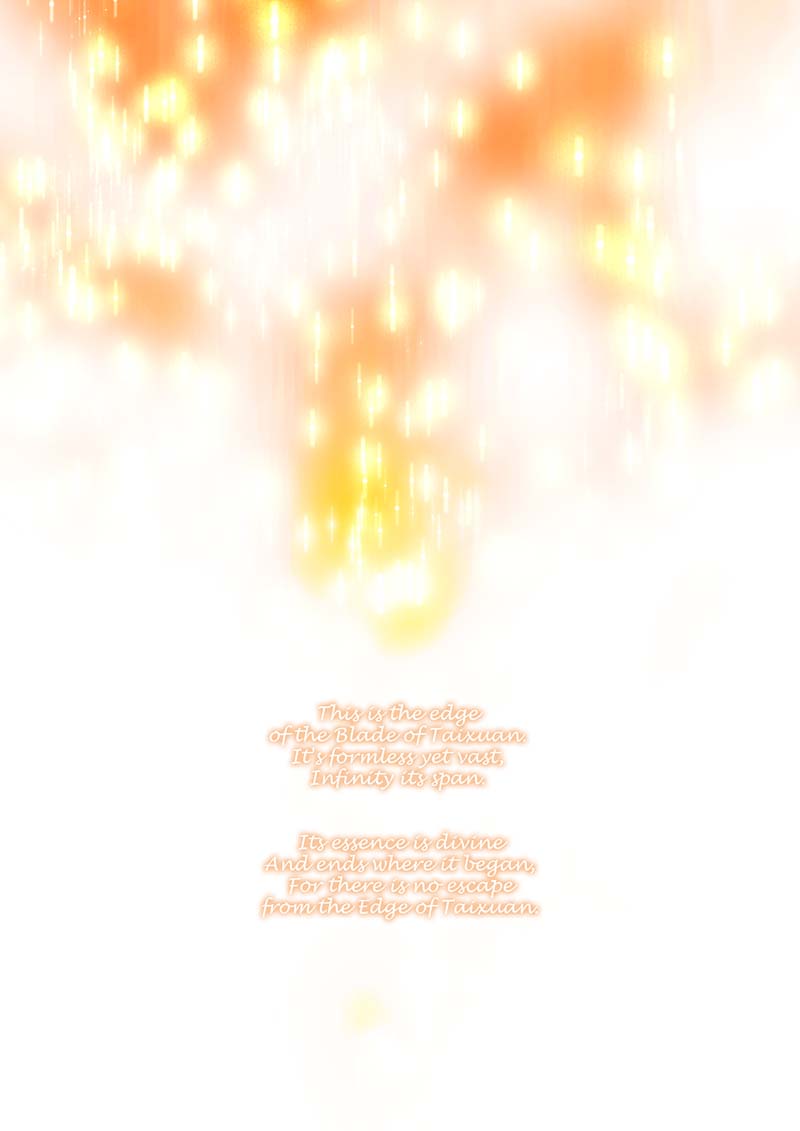 This is the edge
of the Blade of Taixuan.
It's formless yet vast,
Infinity its span.
Its essence is divine
And ends where it began,
For there is no escape
from the Edge of Taixuan.